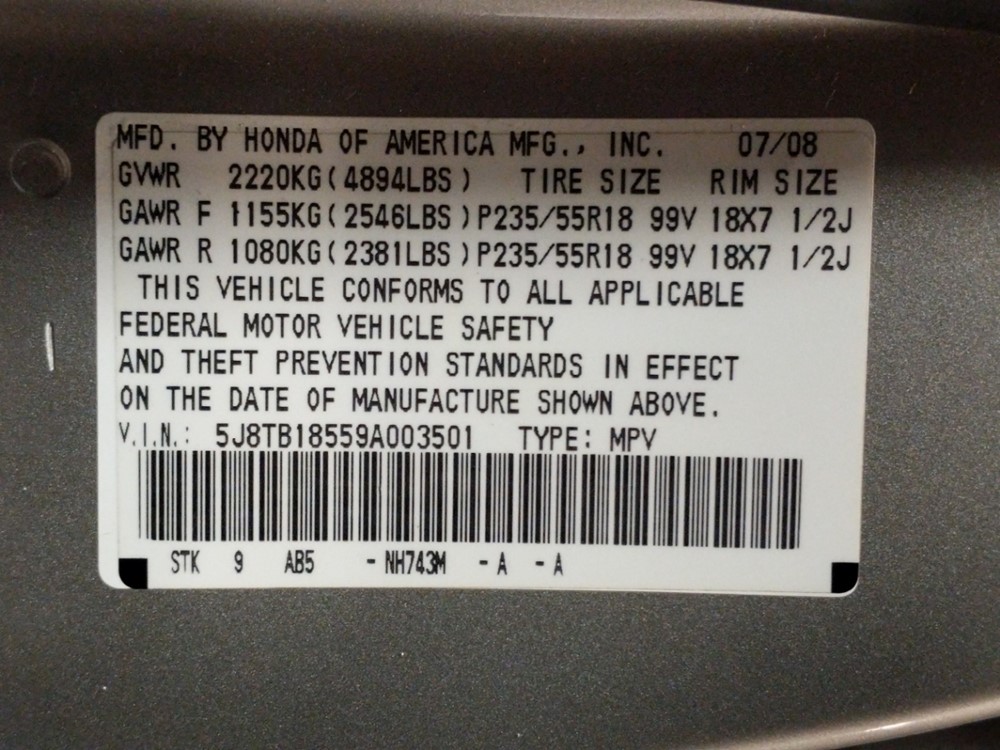 MFD. BY HONDA OF AMERICA MFG., INC. 07/08
GVWR 2220KG(4894LBS) TIRE SIZE RIM SIZE
GAWR F 1155KG(2546LBS)P235/55R18 99V 18X7 1/2J
GAWR R 1080KG(2381LBS)P235/55R18 99V 18X7 1/2J
THIS VEHICLE CONFORMS TO ALL APPLICABLE
FEDERAL MOTOR VEHICLE SAFETY
AND THEFT PREVENTION STANDARDS IN EFFECT
ON THE DATE OF MANUFACTURE SHOWN ABOVE.
V.I.N.: 5J8TB18559A003501 TYPE: MPV
STK 9 AB5 -NH743M -A -A